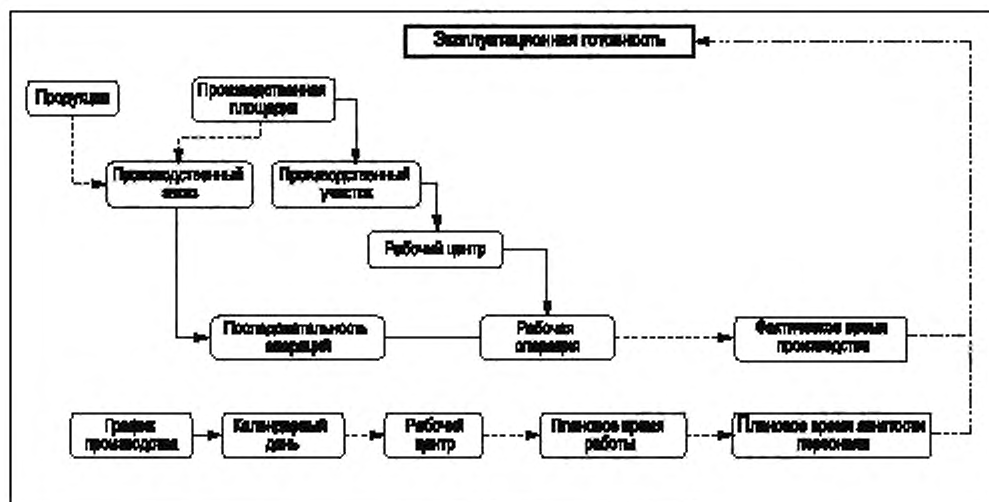 Эксплуатационная готовность
Продукция
Производственная
площадка
Производственный
заказ
Производственный
участок
Рабочий центр
Последовательность
операций
Рабочая
операция
Фактическое время
производства
График
производства
Календарный
день
Рабочий
центр
Плановое время
работы
Плановое время занятости
персонала